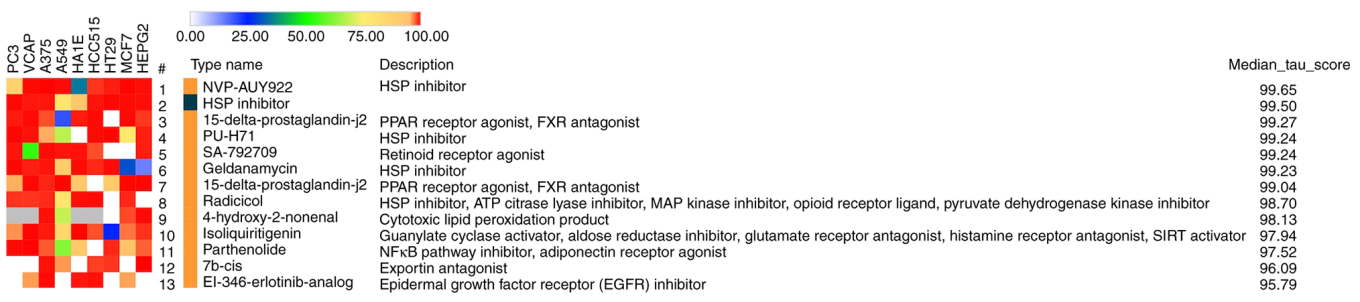 0.00 25.00 50.00 75.00 100.00
PC3 VCAP A375 A549 HA1E HCC515 HT29 MCF7 HEPG2
# Type name Description Median_tau_score
1 NVP-AUY922 HSP inhibitor 99.65
2 HSP inhibitor 99.50
3 15-delta-prostaglandin-j2 PPAR receptor agonist, FXR antagonist 99.27
4 PU-H71 HSP inhibitor 99.24
5 SA-792709 Retinoid receptor agonist 99.24
6 Geldanamycin HSP inhibitor 99.23
7 15-delta-prostaglandin-j2 PPAR receptor agonist, FXR antagonist 99.04
8 Radicicol HSP inhibitor, ATP citrase lyase inhibitor, MAP kinase inhibitor, opioid receptor ligand, pyruvate dehydrogenase kinase inhibitor 98.70
9 4-hydroxy-2-nonenal Cytotoxic lipid peroxidation product 98.13
10 Isoliquiritigenin Guanylate cyclase activator, aldose reductase inhibitor, glutamate receptor antagonist, histamine receptor antagonist, SIRT activator 97.94
11 Parthenolide NFκB pathway inhibitor, adiponectin receptor agonist 97.52
12 7b-cis Exportin antagonist 96.09
13 EI-346-erlotinib-analog Epidermal growth factor receptor (EGFR) inhibitor 95.79